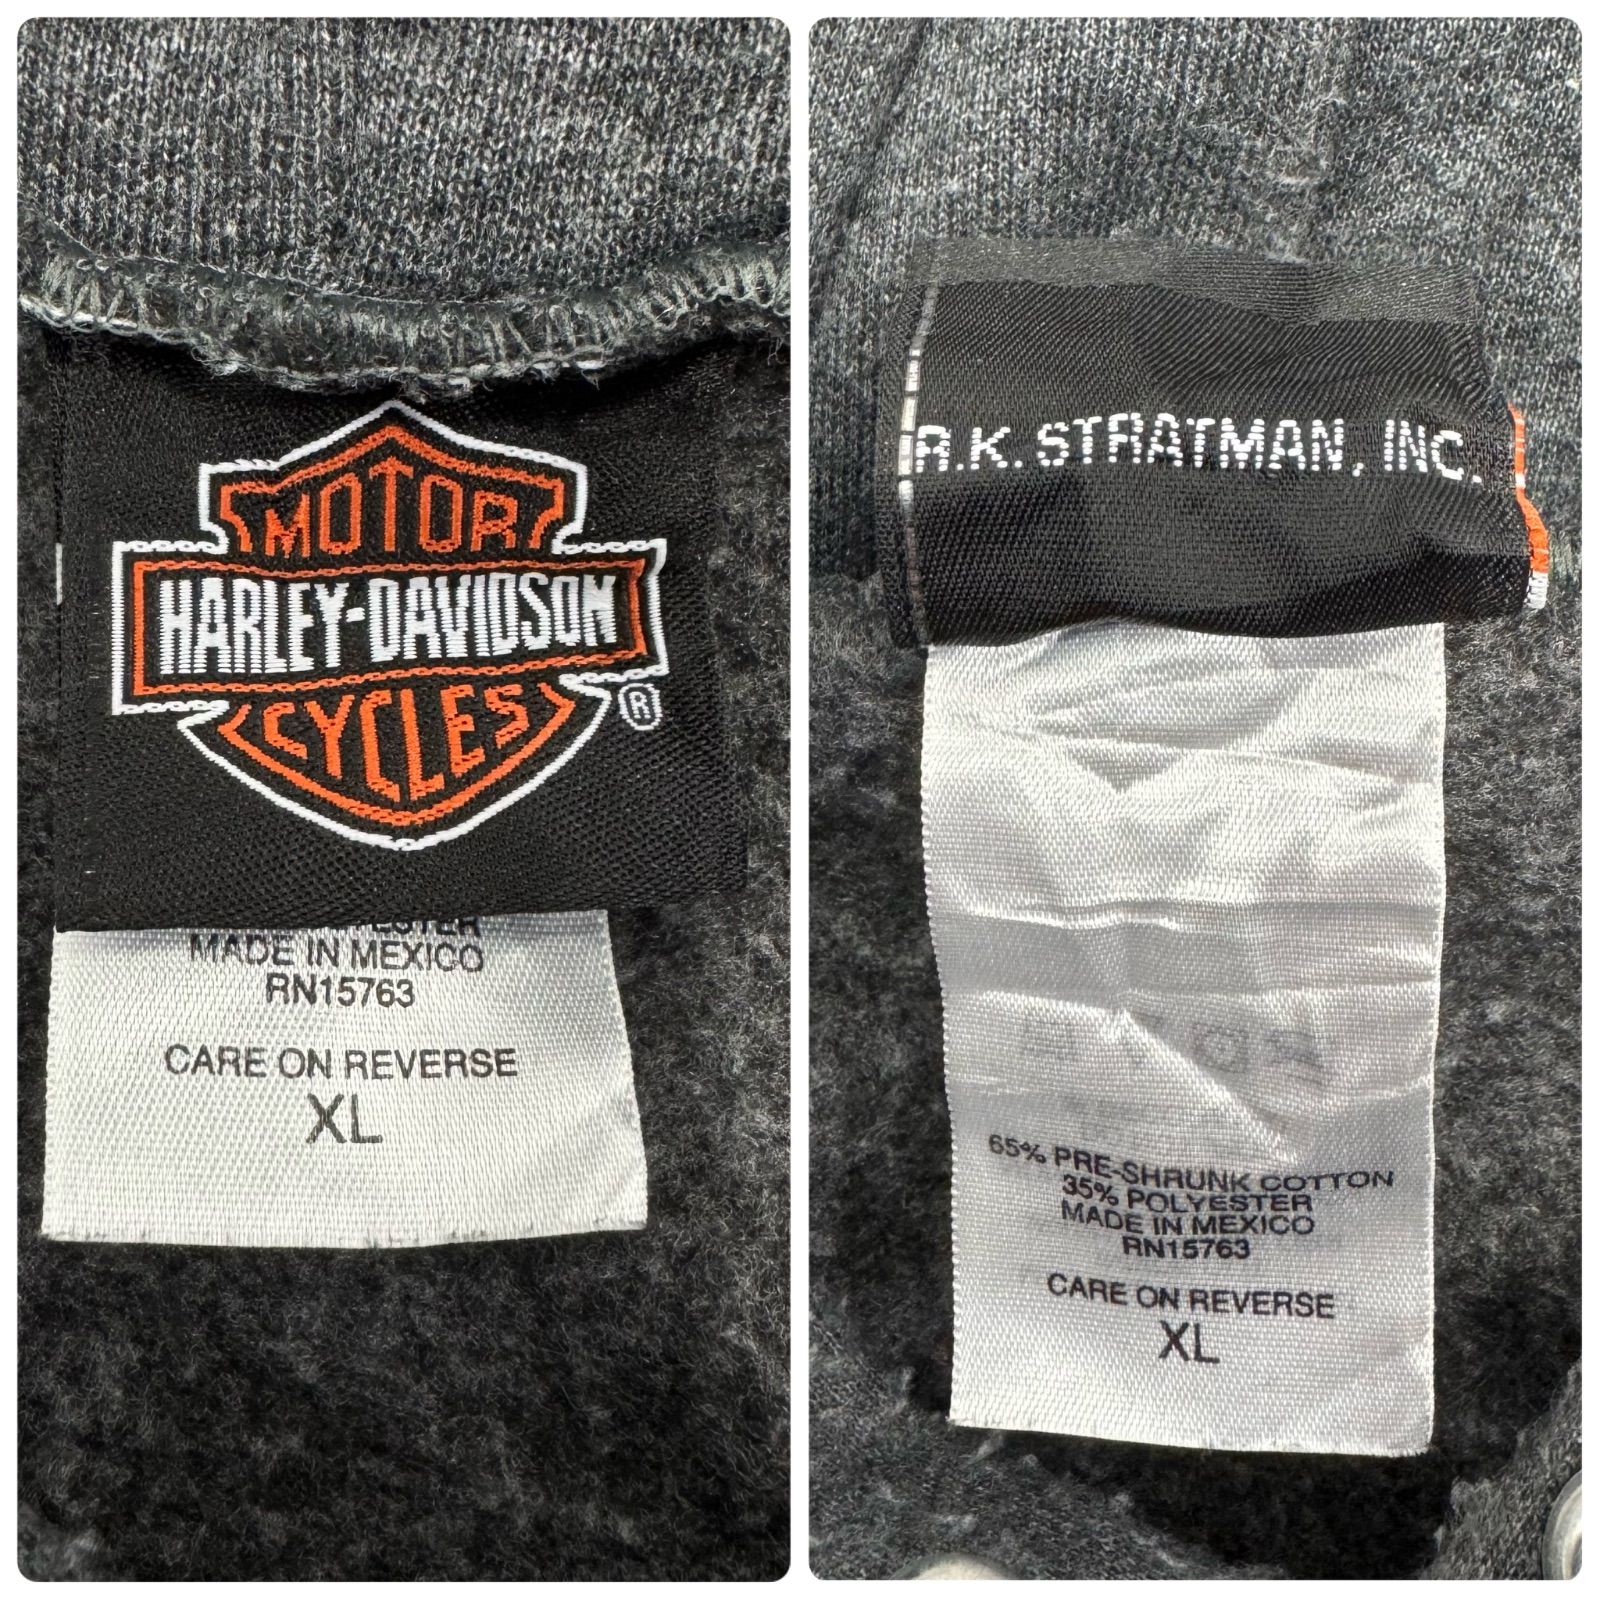 MOTOR
HARLEY-DAVIDSON
CYCLES
®
MADE IN MEXICO
RN15763
CARE ON REVERSE
XL
R.K. STRATMAN, INC.
65% PRE-SHRUNK COTTON
35% POLYESTER
MADE IN MEXICO
RN15763
CARE ON REVERSE
XL